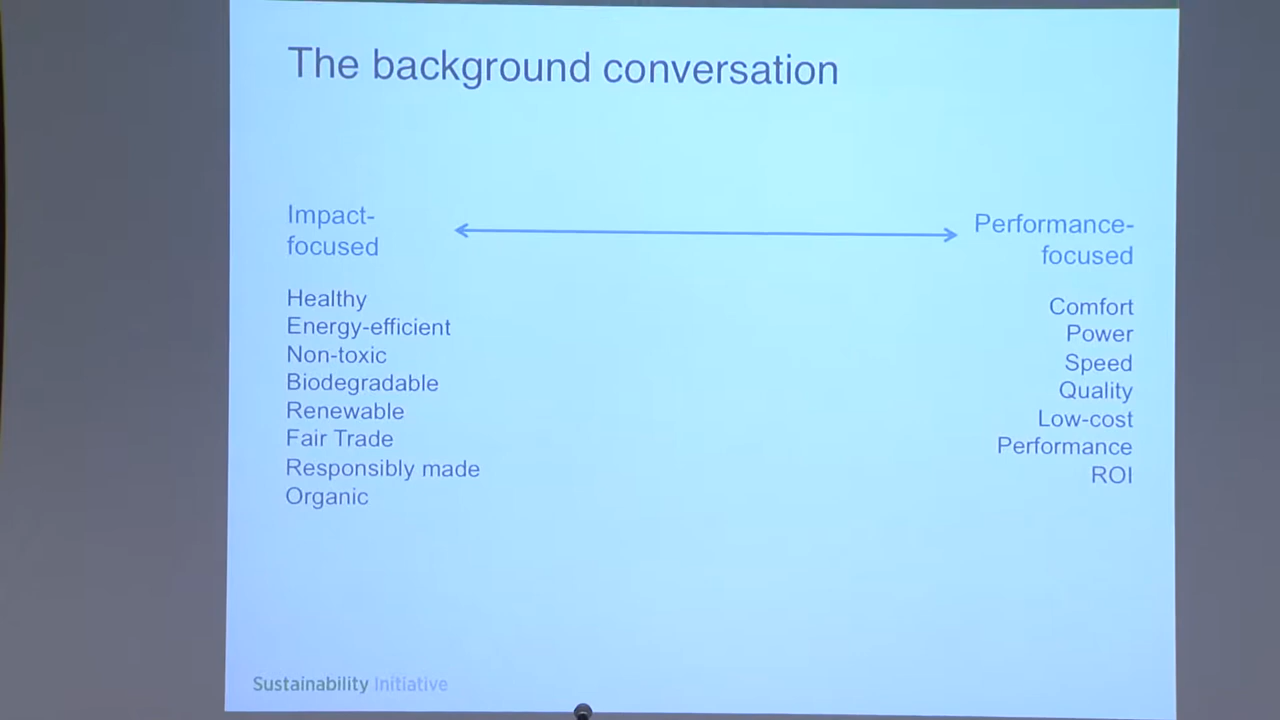 The background conversation
Impact-
focused
Performance-
focused
Healthy
Energy-efficient
Non-toxic
Biodegradable
Renewable
Fair Trade
Responsibly made
Organic
Comfort
Power
Speed
Quality
Low-cost
Performance
ROI
Sustainability Initiative